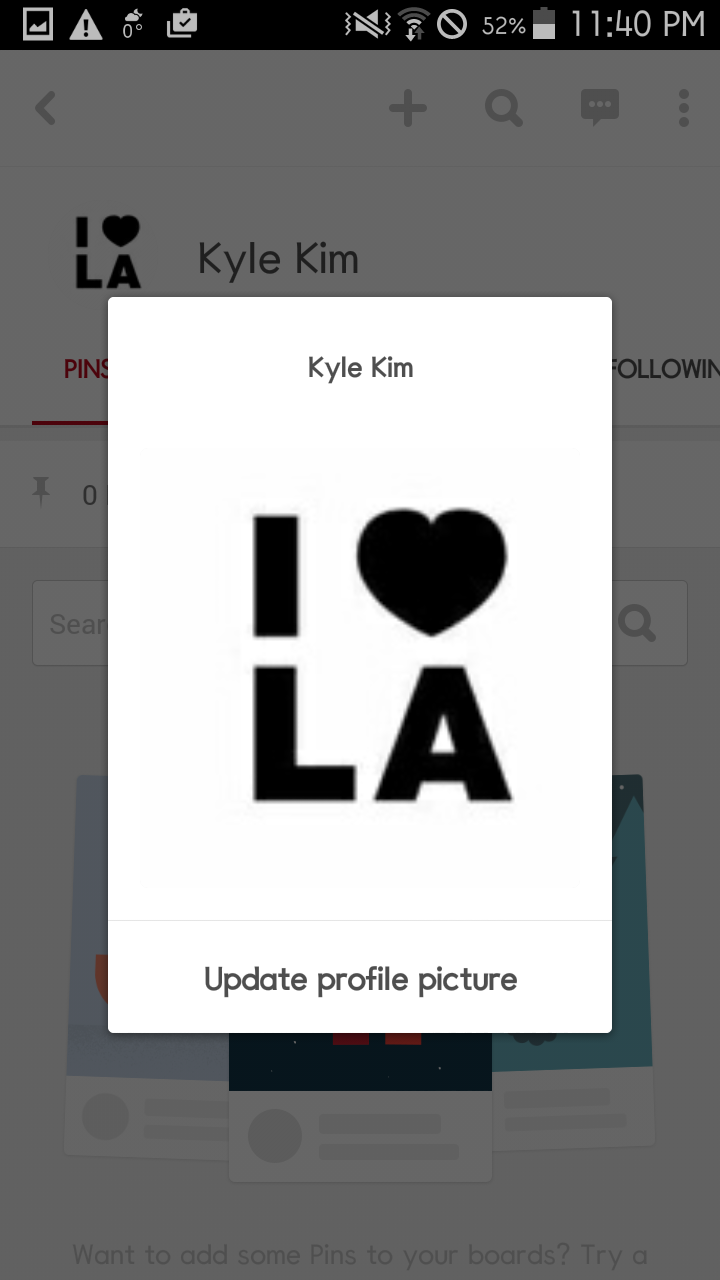 0° 52% 11:40 PM
I ♥
LA
Kyle Kim
PINS
FOLLOWIN
Kyle Kim
0
Sear
I ♥
LA
Update profile picture
Want to add some Pins to your boards? Try a